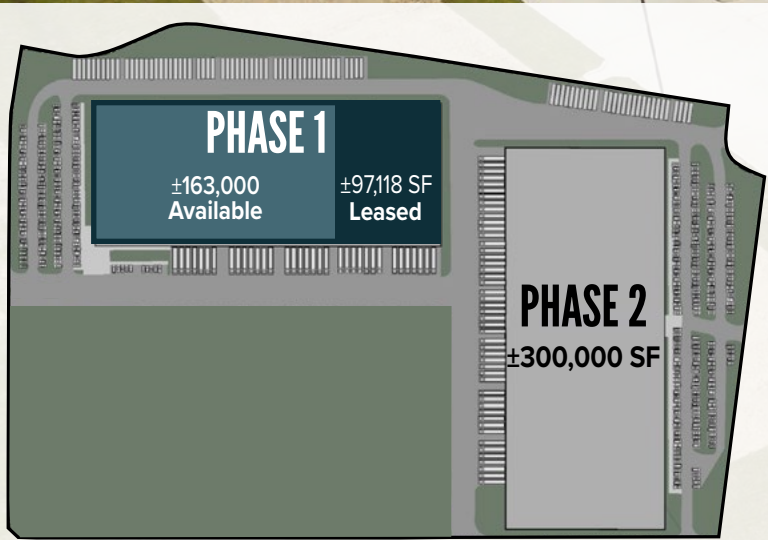 PHASE 1
±163,000
Available
±97,118 SF
Leased
PHASE 2
±300,000 SF